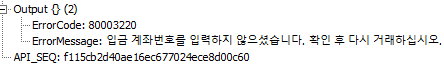 Output {} (2)
ErrorCode: 80003220
ErrorMessage: 입금 계좌번호를 입력하지 않으셨습니다. 확인 후 다시 거래하십시오.
API_SEQ: f115cb2d40ae16ec677024ece8d00c60